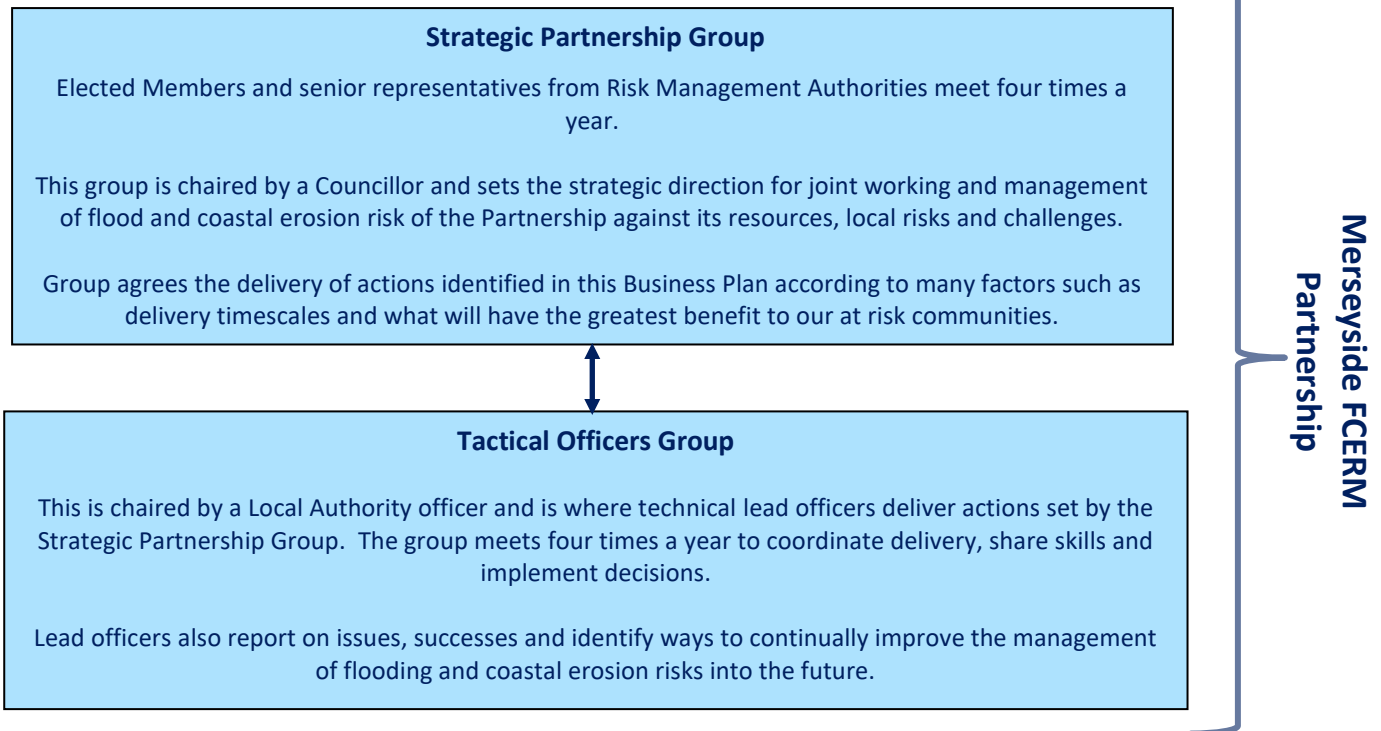 Strategic Partnership Group
Elected Members and senior representatives from Risk Management Authorities meet four times a
year.
This group is chaired by a Councillor and sets the strategic direction for joint working and management
of flood and coastal erosion risk of the Partnership against its resources, local risks and challenges.
Group agrees the delivery of actions identified in this Business Plan according to many factors such as
delivery timescales and what will have the greatest benefit to our at risk communities.
Tactical Officers Group
This is chaired by a Local Authority officer and is where technical lead officers deliver actions set by the
Strategic Partnership Group.  The group meets four times a year to coordinate delivery, share skills and
implement decisions.
Lead officers also report on issues, successes and identify ways to continually improve the management
of flooding and coastal erosion risks into the future.
Merseyside FCERM
Partnership